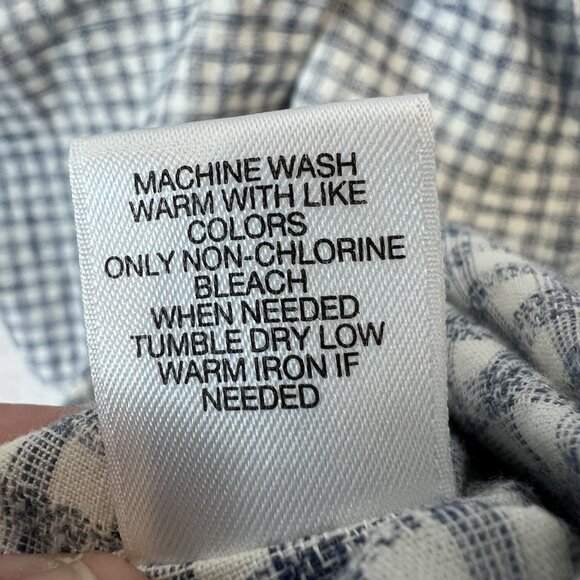 MACHINE WASH
WARM WITH LIKE
COLORS
ONLY NON-CHLORINE
BLEACH
WHEN NEEDED
TUMBLE DRY LOW
WARM IRON IF
NEEDED